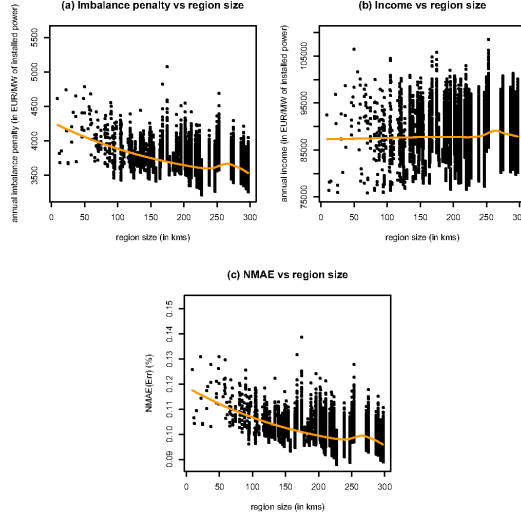 (a) Imbalance penalty vs region size
annual imbalance penalty (in EUR/MW of installed power)
5500
5000
4500
4000
3500
0 50 100 150 200 250 300
region size (in kms)
(b) Income vs region size
annual income (in EUR/MW of installed power)
105000
95000
85000
75000
0 50 100 150 200 250 300
region size (in kms)
(c) NMAE vs region size
NMAE(Err) (%)
0.15
0.14
0.13
0.12
0.11
0.10
0.09
0 50 100 150 200 250 300
region size (in kms)